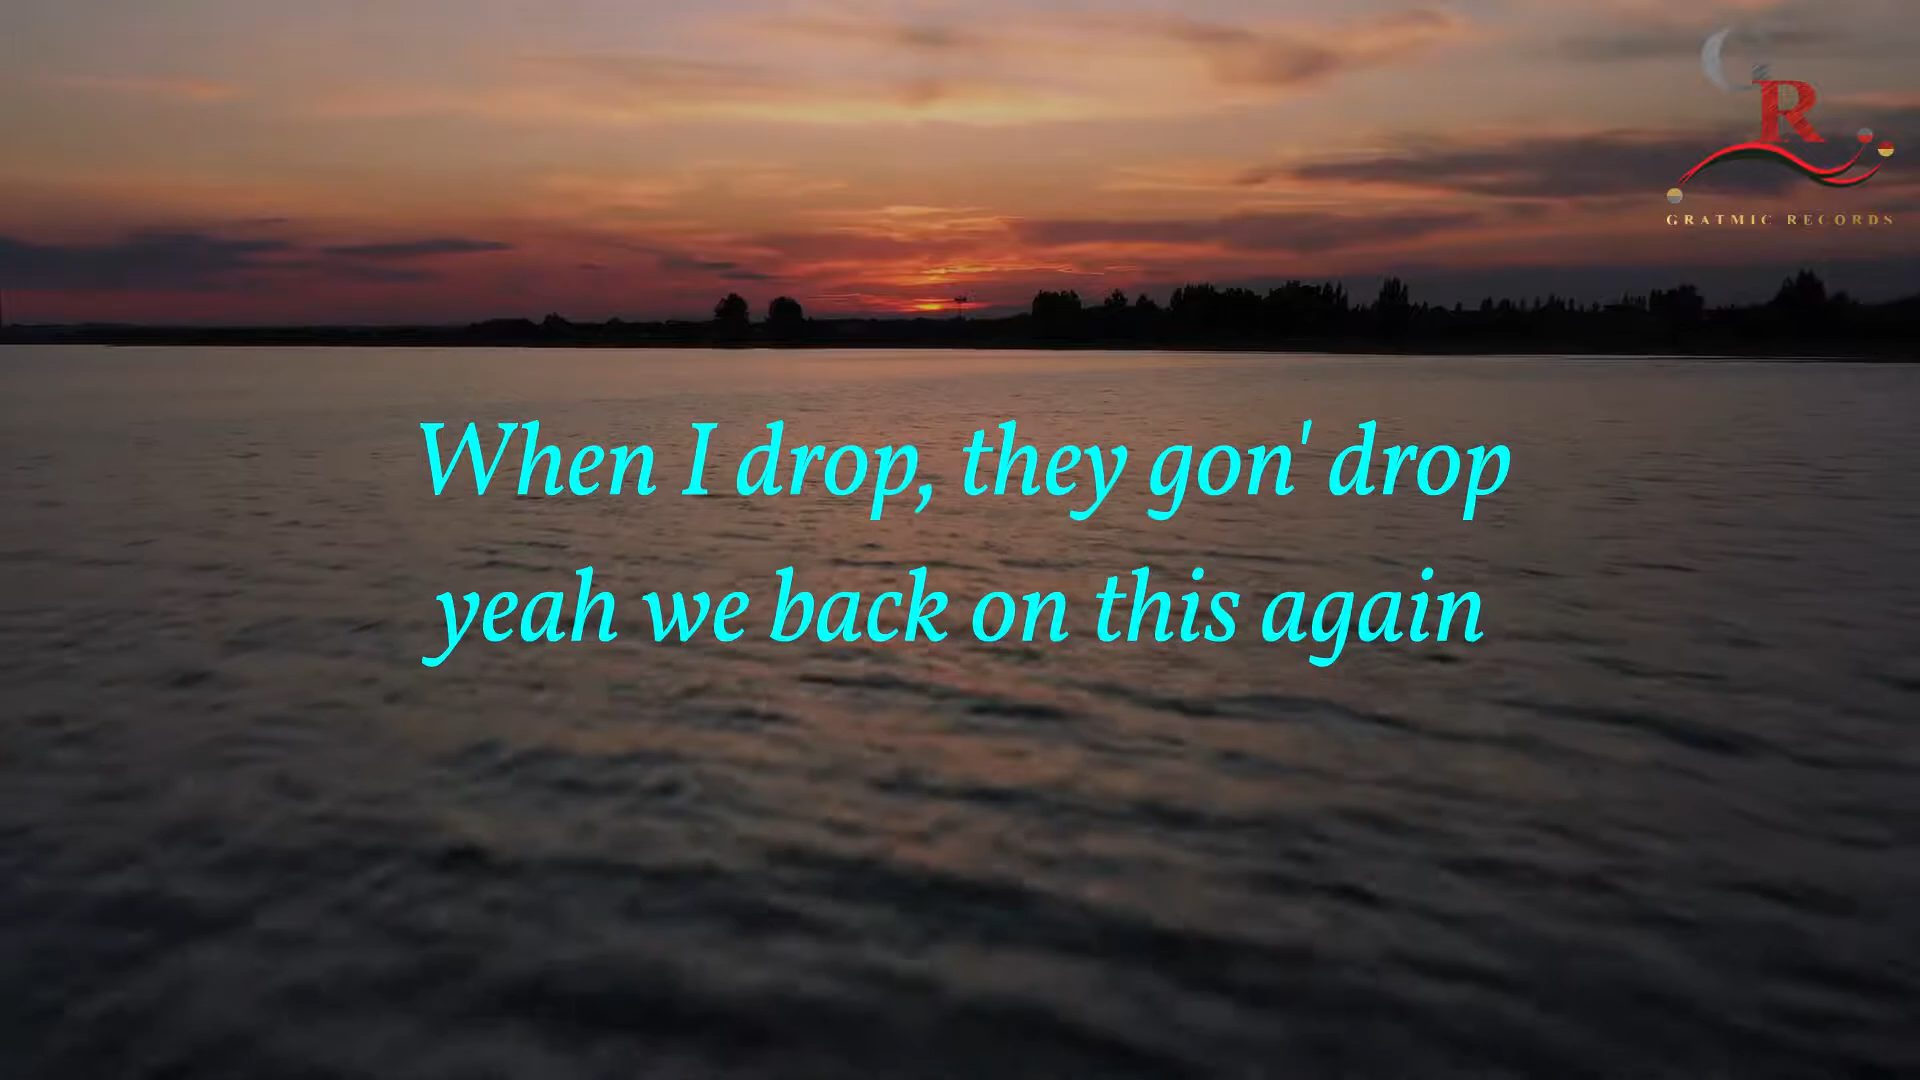 R
GRATMIC RECORDS
When I drop, they gon' drop
yeah we back on this again